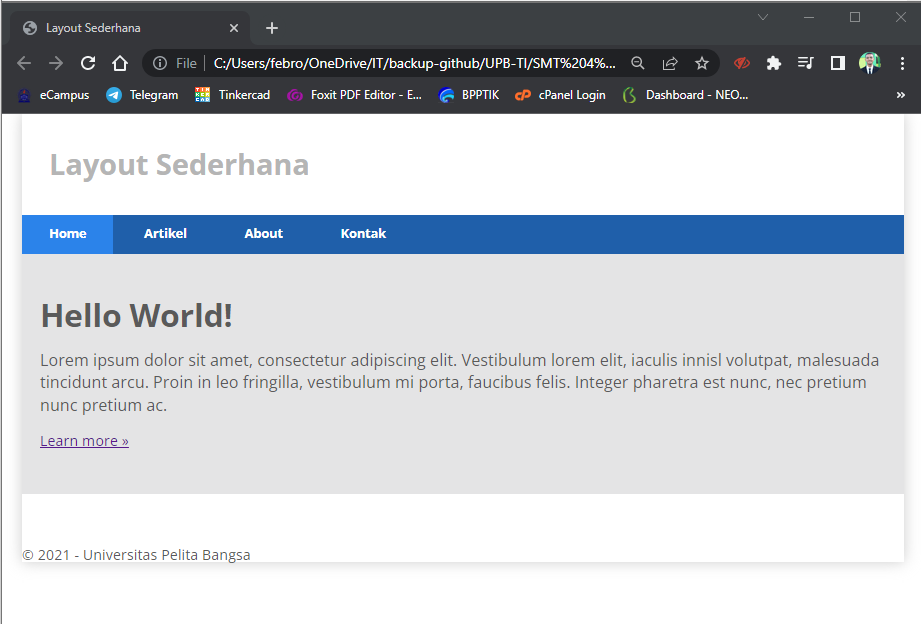 Layout Sederhana
File
C:/Users/febro/OneDrive/IT/backup-github/UPB-TI/SMT%204%...
eCampus
Telegram
Tinkercad
Foxit PDF Editor - E...
BPPTIK
cPanel Login
Dashboard - NEO...
»
Layout Sederhana
Home Artikel About Kontak
Hello World!
Lorem ipsum dolor sit amet, consectetur adipiscing elit. Vestibulum lorem elit, iaculis innisl volutpat, malesuada
tincidunt arcu. Proin in leo fringilla, vestibulum mi porta, faucibus felis. Integer pharetra est nunc, nec pretium
nunc pretium ac.
Learn more »
© 2021 - Universitas Pelita Bangsa